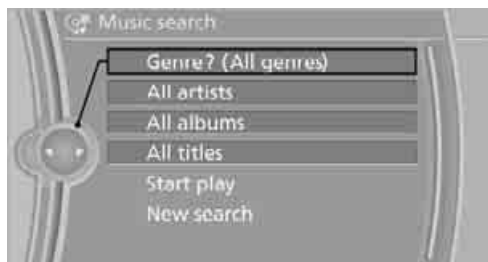 Music search
Genre? (All genres)
All artists
All albums
All titles
Start play
New search